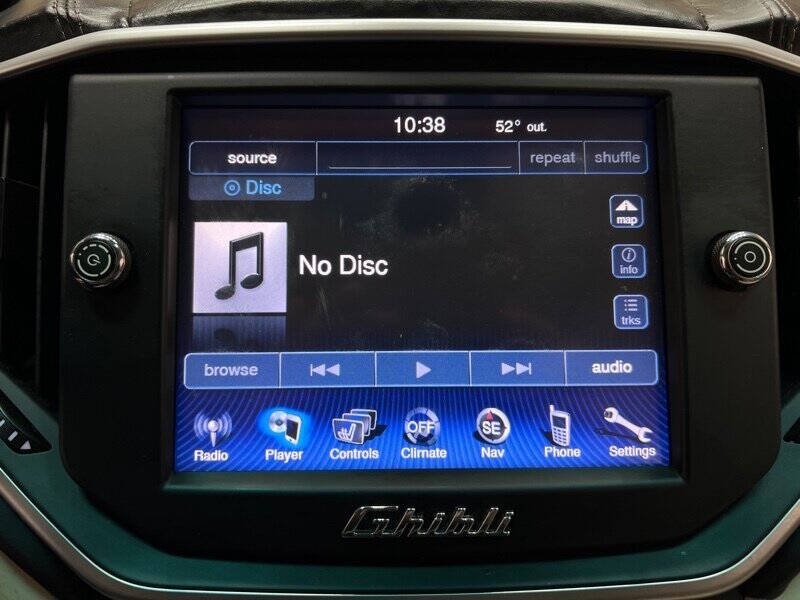 10:38 52° out.
source repeat shuffle
Disc
map
No Disc
info
trks
browse audio
OFF SE
Radio Player Controls Climate Nav Phone Settings
Ghibli